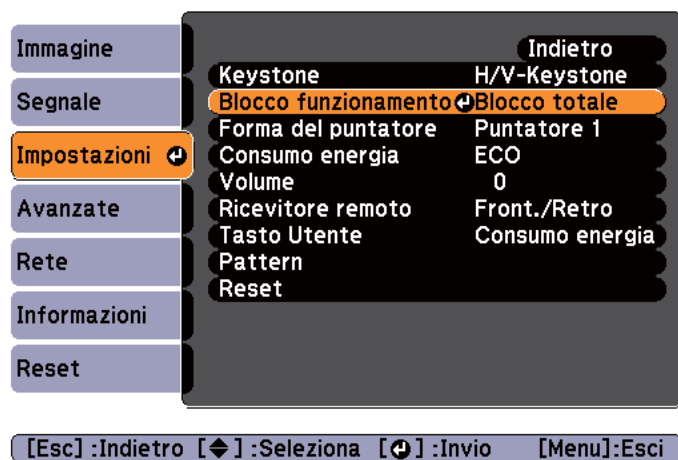 Immagine
Segnale
Impostazioni
Avanzate
Rete
Informazioni
Reset
Indietro
Keystone H/V-Keystone
Blocco funzionamento Blocco totale
Forma del puntatore Puntatore 1
Consumo energia ECO
Volume 0
Ricevitore remoto Front./Retro
Tasto Utente Consumo energia
Pattern
Reset
[Esc] :Indietro [◆] :Seleziona [↵] :Invio [Menu]:Esci